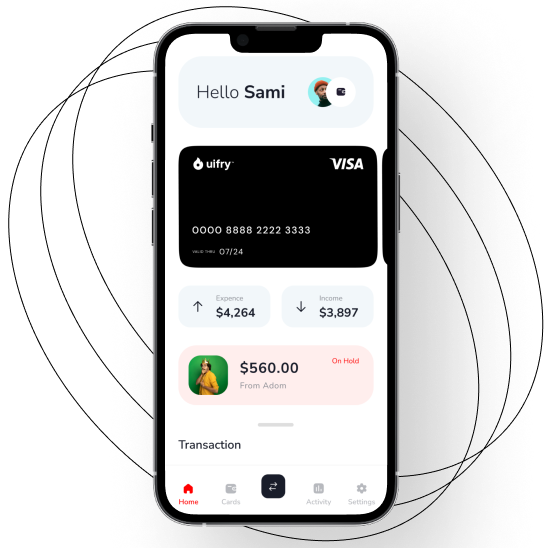 Hello Sami
uifry™
VISA
0000 8888 2222 3333
VALID THRU 07/24
Expence
$4,264
Income
$3,897
$560.00
On Hold
From Adom
Transaction
Home
Cards
Activity
Settings